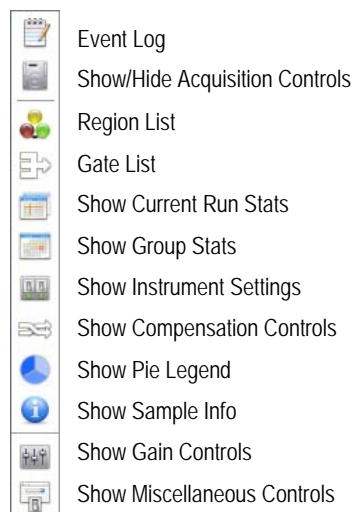 Event Log
Show/Hide Acquisition Controls
Region List
Gate List
Show Current Run Stats
Show Group Stats
Show Instrument Settings
Show Compensation Controls
Show Pie Legend
Show Sample Info
Show Gain Controls
Show Miscellaneous Controls